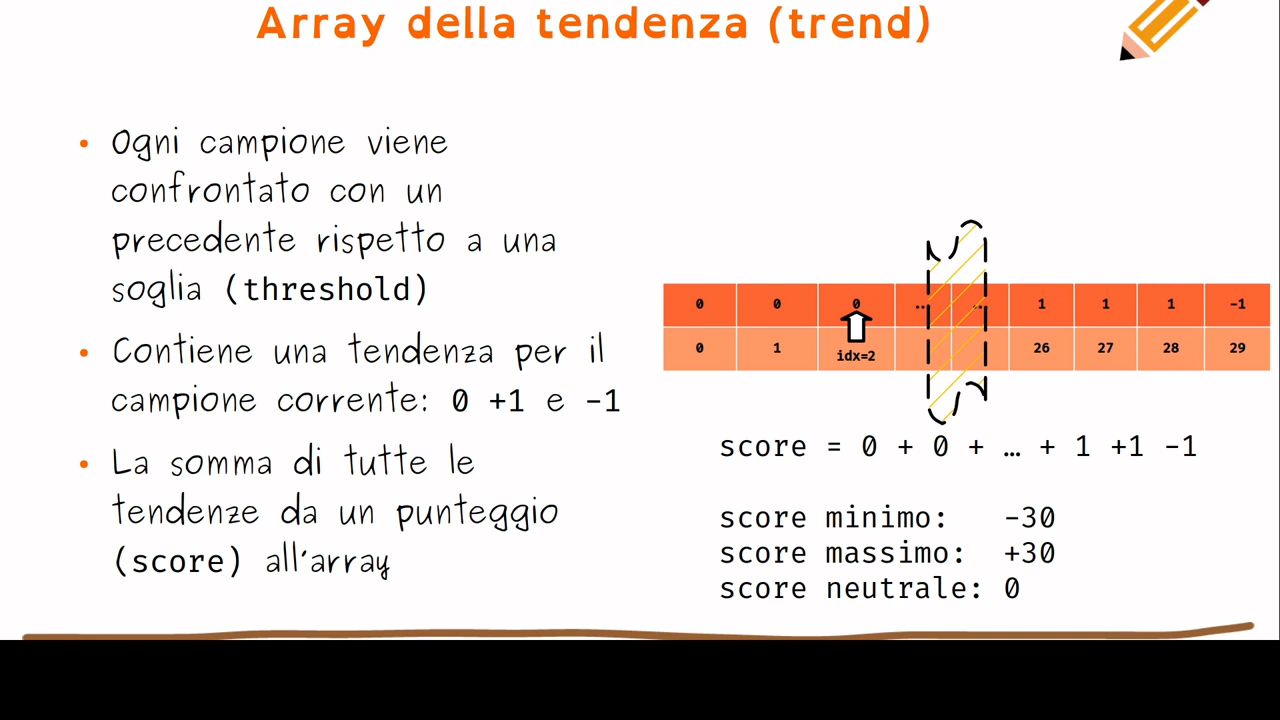 Array della tendenza (trend)
• Ogni campione viene
confrontato con un
precedente rispetto a una
soglia (threshold)
• Contiene una tendenza per il
campione corrente: 0 +1 e -1
• La somma di tutte le
tendenze da un punteggio
(score) all'array
0 0 0 … … 1 1 1 -1
0 1 idx=2 26 27 28 29
score = 0 + 0 + … + 1 +1 -1
score minimo: -30
score massimo: +30
score neutrale: 0